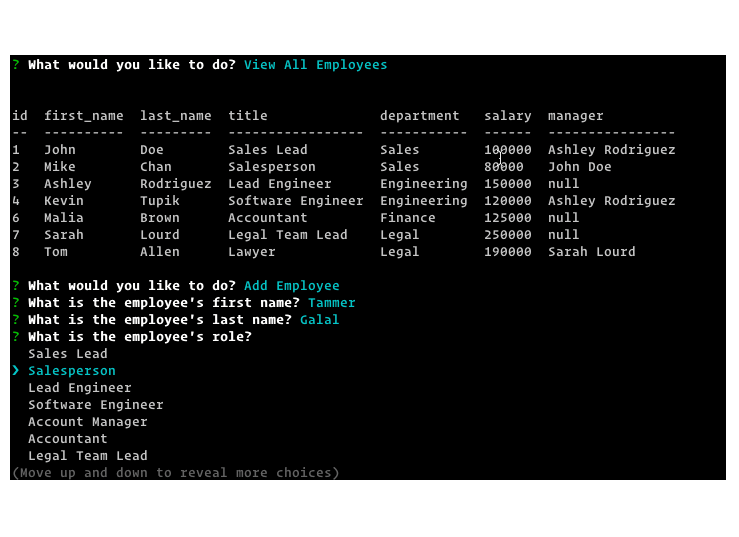 ? What would you like to do? View All Employees
id  first_name  last_name  title              department   salary  manager
--  ----------  ---------  -----------------  -----------  ------  ----------------
1   John        Doe        Sales Lead         Sales        100000  Ashley Rodriguez
2   Mike        Chan       Salesperson        Sales        80000   John Doe
3   Ashley      Rodriguez  Lead Engineer      Engineering  150000  null
4   Kevin       Tupik      Software Engineer  Engineering  120000  Ashley Rodriguez
6   Malia       Brown      Accountant         Finance      125000  null
7   Sarah       Lourd      Legal Team Lead    Legal        250000  null
8   Tom         Allen      Lawyer             Legal        190000  Sarah Lourd
? What would you like to do? Add Employee
? What is the employee's first name? Tammer
? What is the employee's last name? Galal
? What is the employee's role?
  Sales Lead
❯ Salesperson
  Lead Engineer
  Software Engineer
  Account Manager
  Accountant
  Legal Team Lead
(Move up and down to reveal more choices)